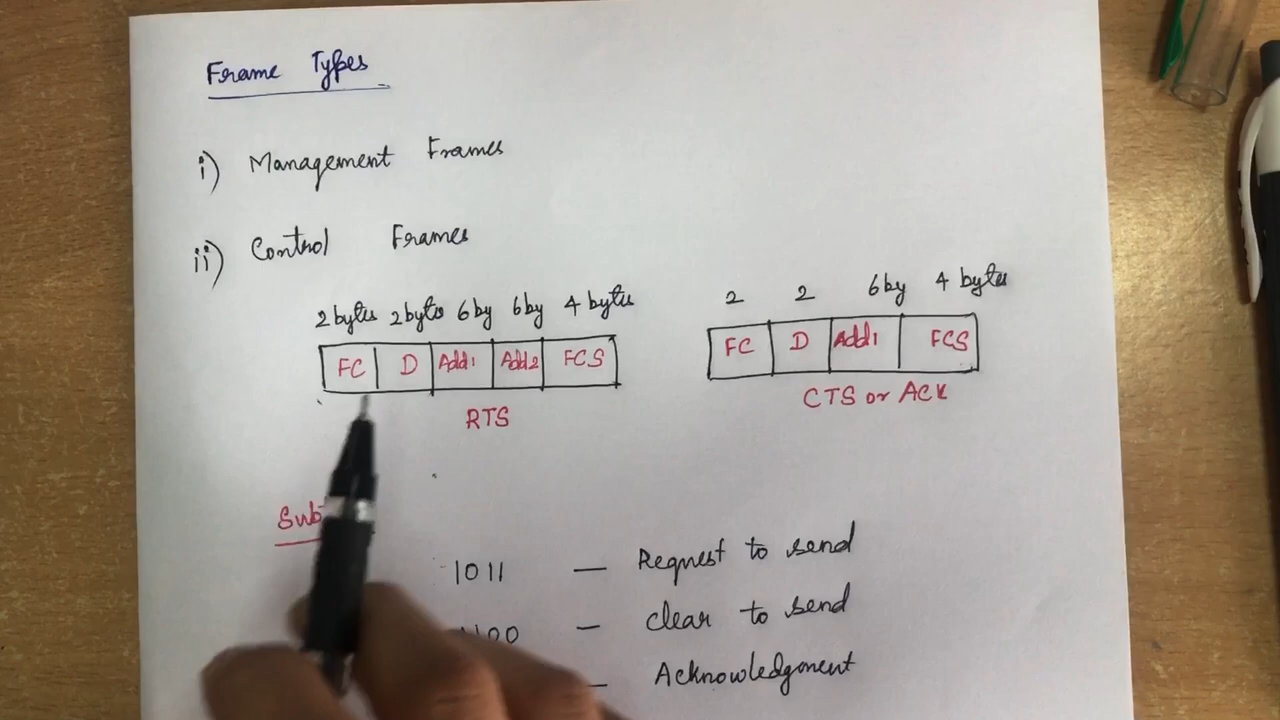 Frame Types
i) Management Frames
ii) Control Frames
2 bytes 2 bytes 6 by 6 by 4 bytes
FC D Add1 Add2 FCS
RTS
2 2 6 by 4 bytes
FC D Add1 FCS
CTS or ACK
1011 — Request to send
— clear to send
— Acknowledgment